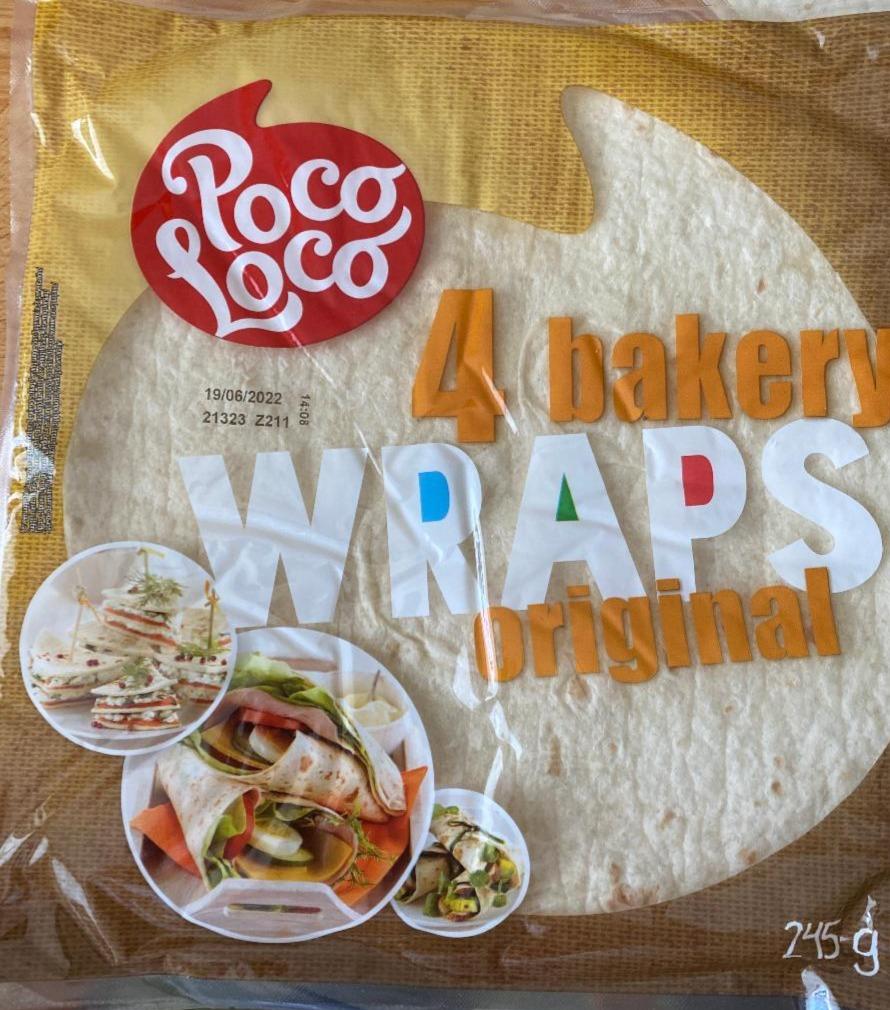 Poco
Loco
4 bakery
19/06/2022 14:08
21323 Z211
WRAPS
original
245 g